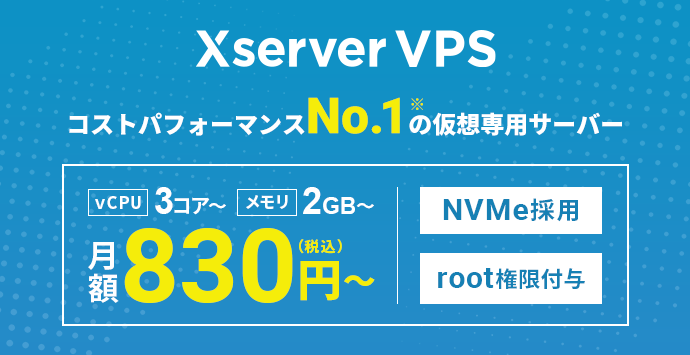 Xserver VPS
コストパフォーマンスNo.1※の仮想専用サーバー
vCPU 3コア〜 メモリ 2GB〜
月額830円〜(税込)
NVMe採用
root権限付与